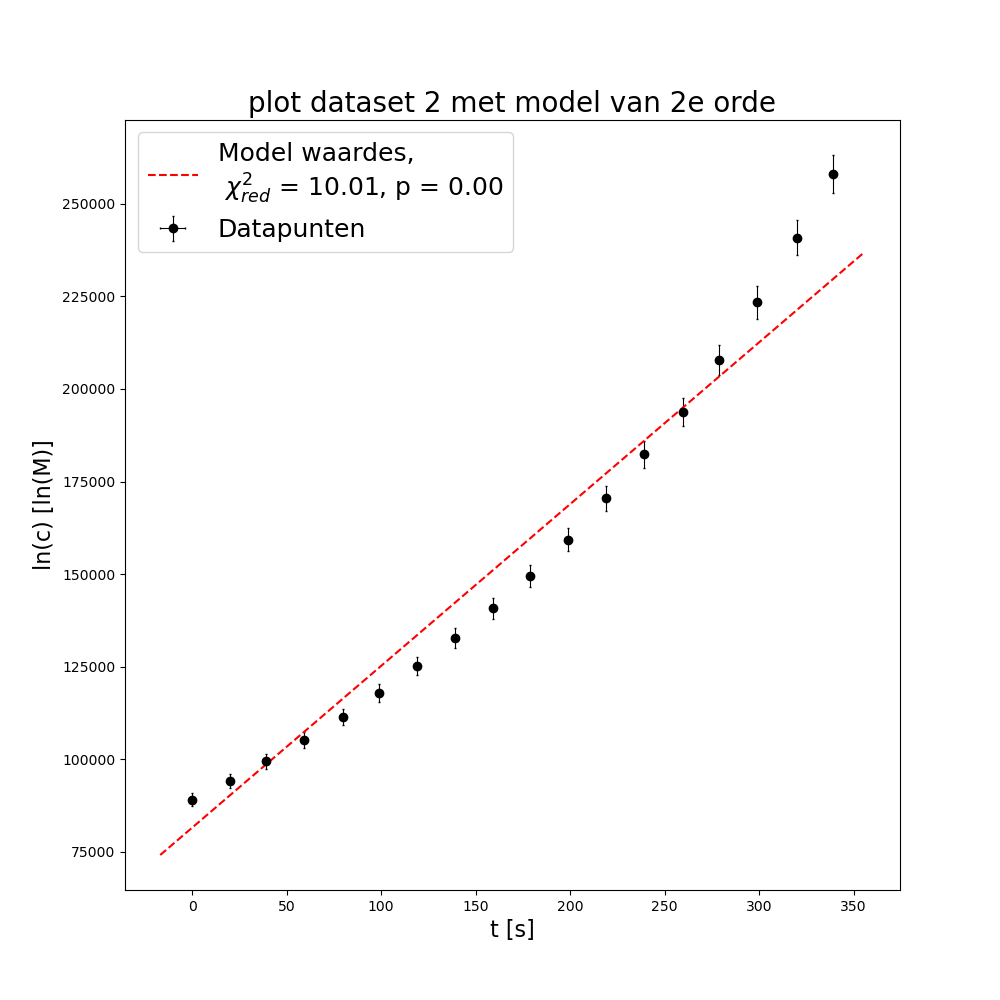 plot dataset 2 met model van 2e orde
Model waardes,
χ²_red = 10.01, p = 0.00
Datapunten
250000
225000
200000
175000
150000
125000
100000
75000
ln(c) [ln(M)]
0 50 100 150 200 250 300 350
t [s]